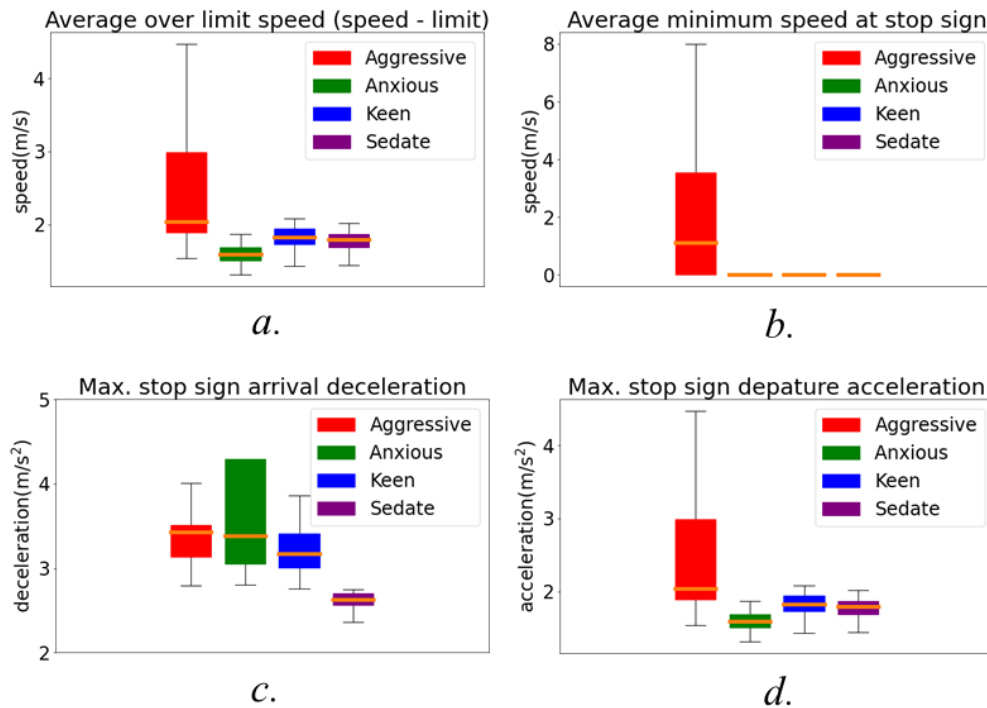 Average over limit speed (speed - limit)
speed(m/s)
4
3
2
Aggressive
Anxious
Keen
Sedate
a.
Average minimum speed at stop sign
speed(m/s)
8
6
4
2
0
Aggressive
Anxious
Keen
Sedate
b.
Max. stop sign arrival deceleration
deceleration(m/s²)
5
4
3
2
Aggressive
Anxious
Keen
Sedate
c.
Max. stop sign depature acceleration
acceleration(m/s²)
4
3
2
Aggressive
Anxious
Keen
Sedate
d.